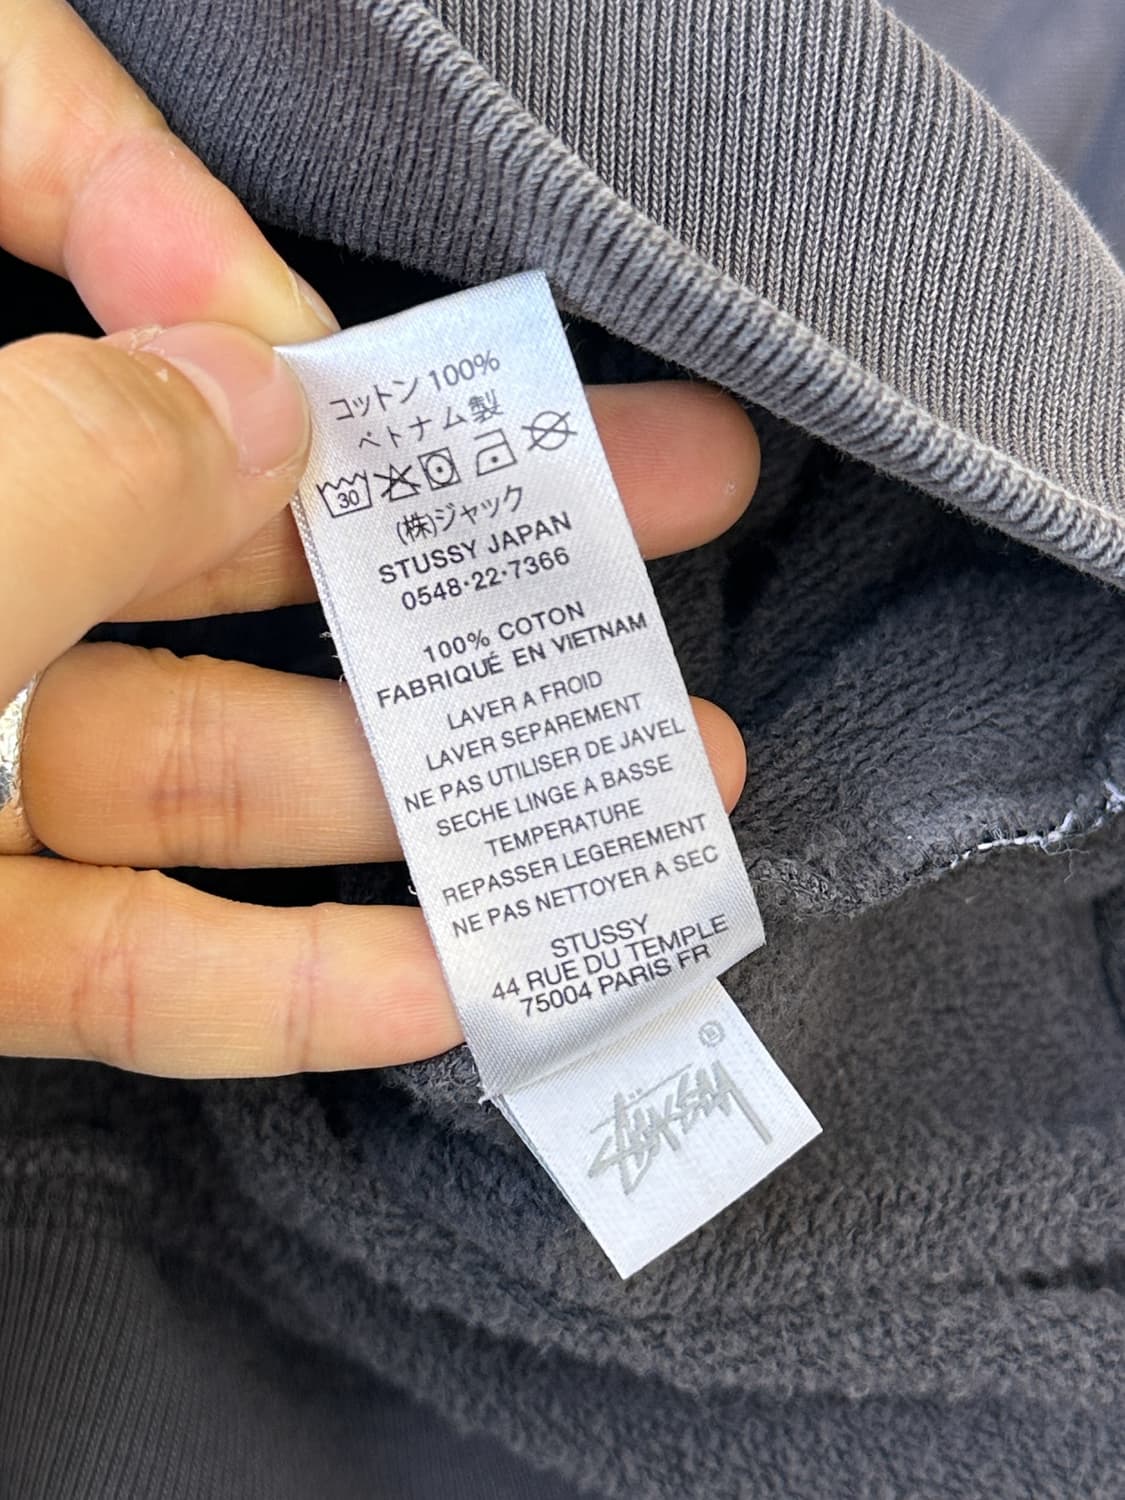 コットン 100%
ベトナム製
30
(株)ジャック
STUSSY JAPAN
0548·22·7366
100% COTON
FABRIQUÉ EN VIETNAM
LAVER A FROID
LAVER SEPAREMENT
NE PAS UTILISER DE JAVEL
SECHE LINGE A BASSE
TEMPERATURE
REPASSER LEGEREMENT
NE PAS NETTOYER A SEC
STUSSY
44 RUE DU TEMPLE
75004 PARIS FR
®
Stüssy